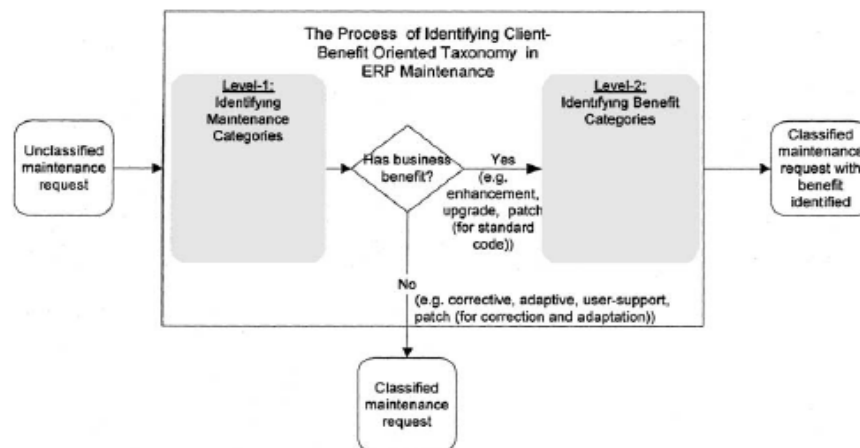 The Process of Identifying Client-
Benefit Oriented Taxonomy in
ERP Maintenance
Unclassified
maintenance
request
Level-1:
Identifying
Maintenance
Categories
Has business
benefit?
Yes
(e.g.
enhancement,
upgrade, patch
(for standard
code))
Level-2:
Identifying Benefit
Categories
Classified
maintenance
request with
benefit
identified
No
(e.g. corrective, adaptive, user-support,
patch (for correction and adaptation))
Classified
maintenance
request